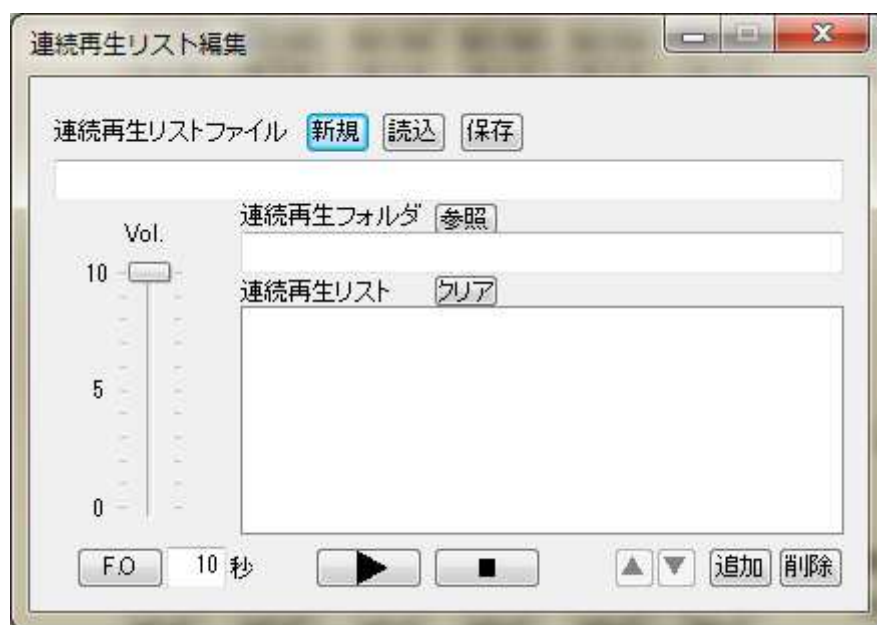 連続再生リスト編集
連続再生リストファイル 新規 読込 保存
連続再生フォルダ 参照
Vol.
10
連続再生リスト クリア
5
0
F.O 10 秒 追加 削除